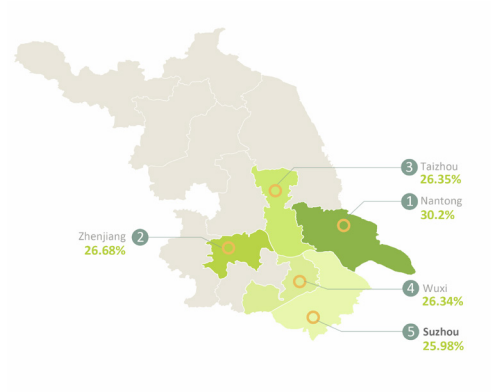 3 Taizhou
26.35%
1 Nantong
30.2%
Zhenjiang 2
26.68%
4 Wuxi
26.34%
5 Suzhou
25.98%